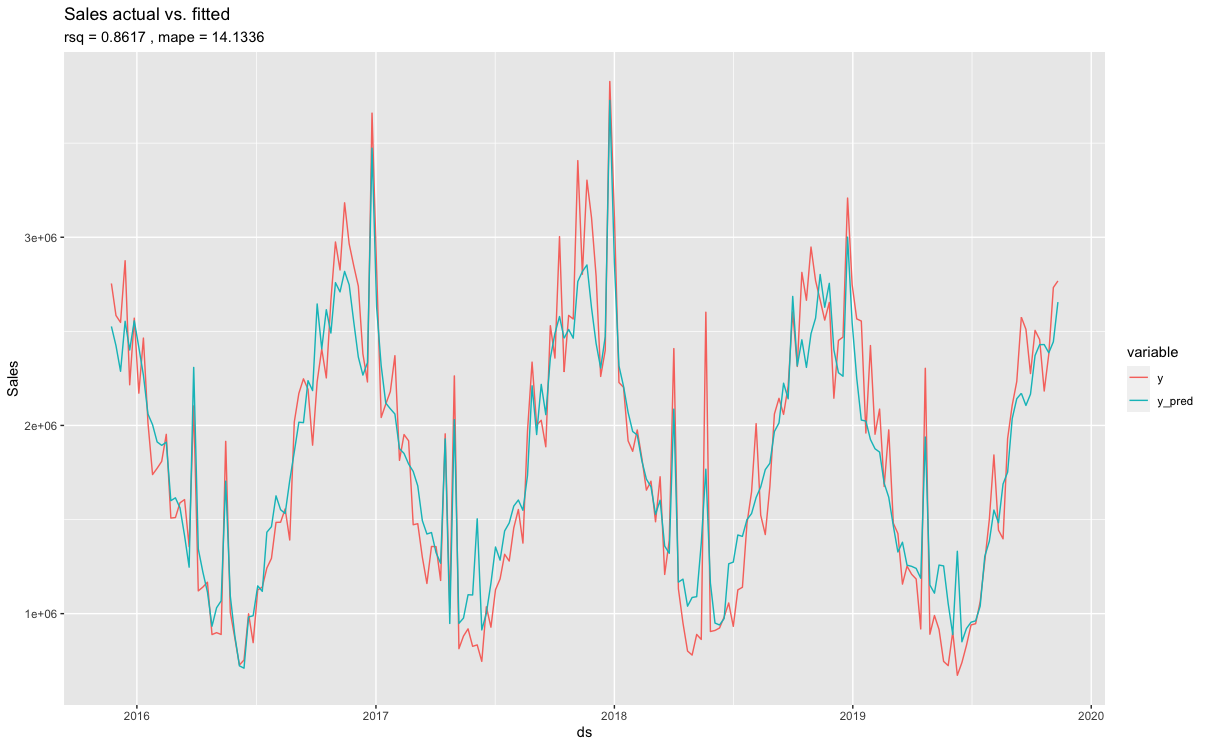 Sales actual vs. fitted
rsq = 0.8617 , mape = 14.1336
Sales
3e+06
2e+06
1e+06
2016
2017
2018
2019
2020
ds
variable
y
y_pred